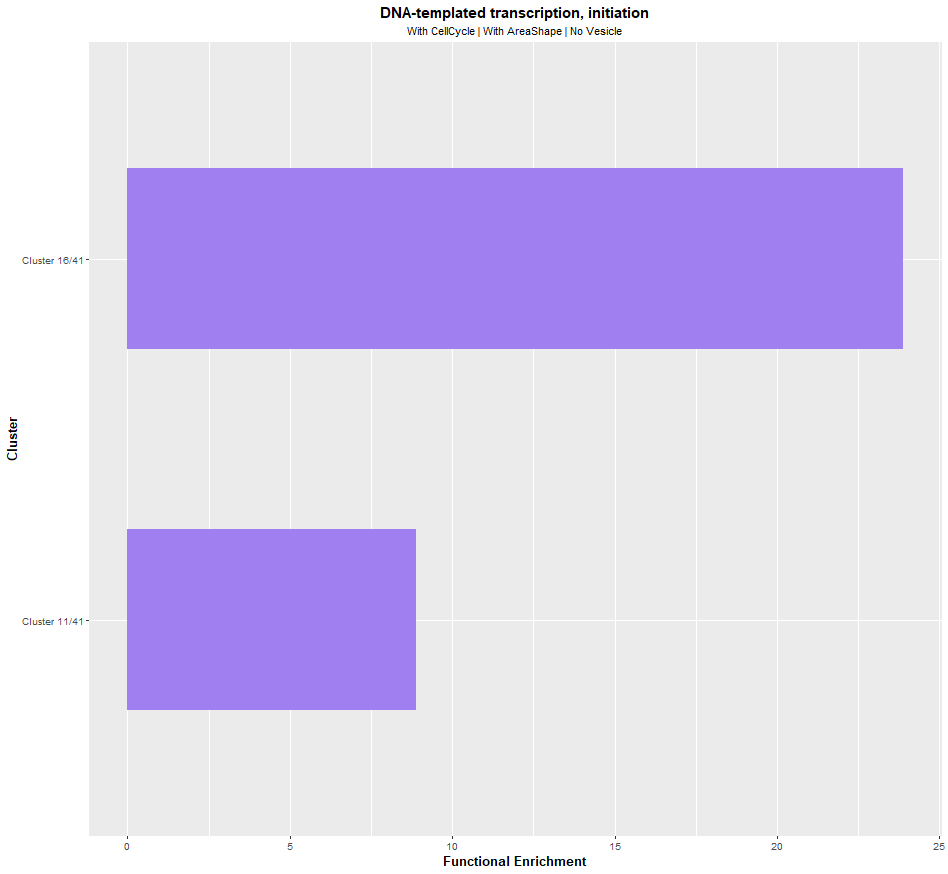 DNA-templated transcription, initiation
With CellCycle | With AreaShape | No Vesicle
Cluster
Cluster 16/41
Cluster 11/41
0 5 10 15 20 25
Functional Enrichment